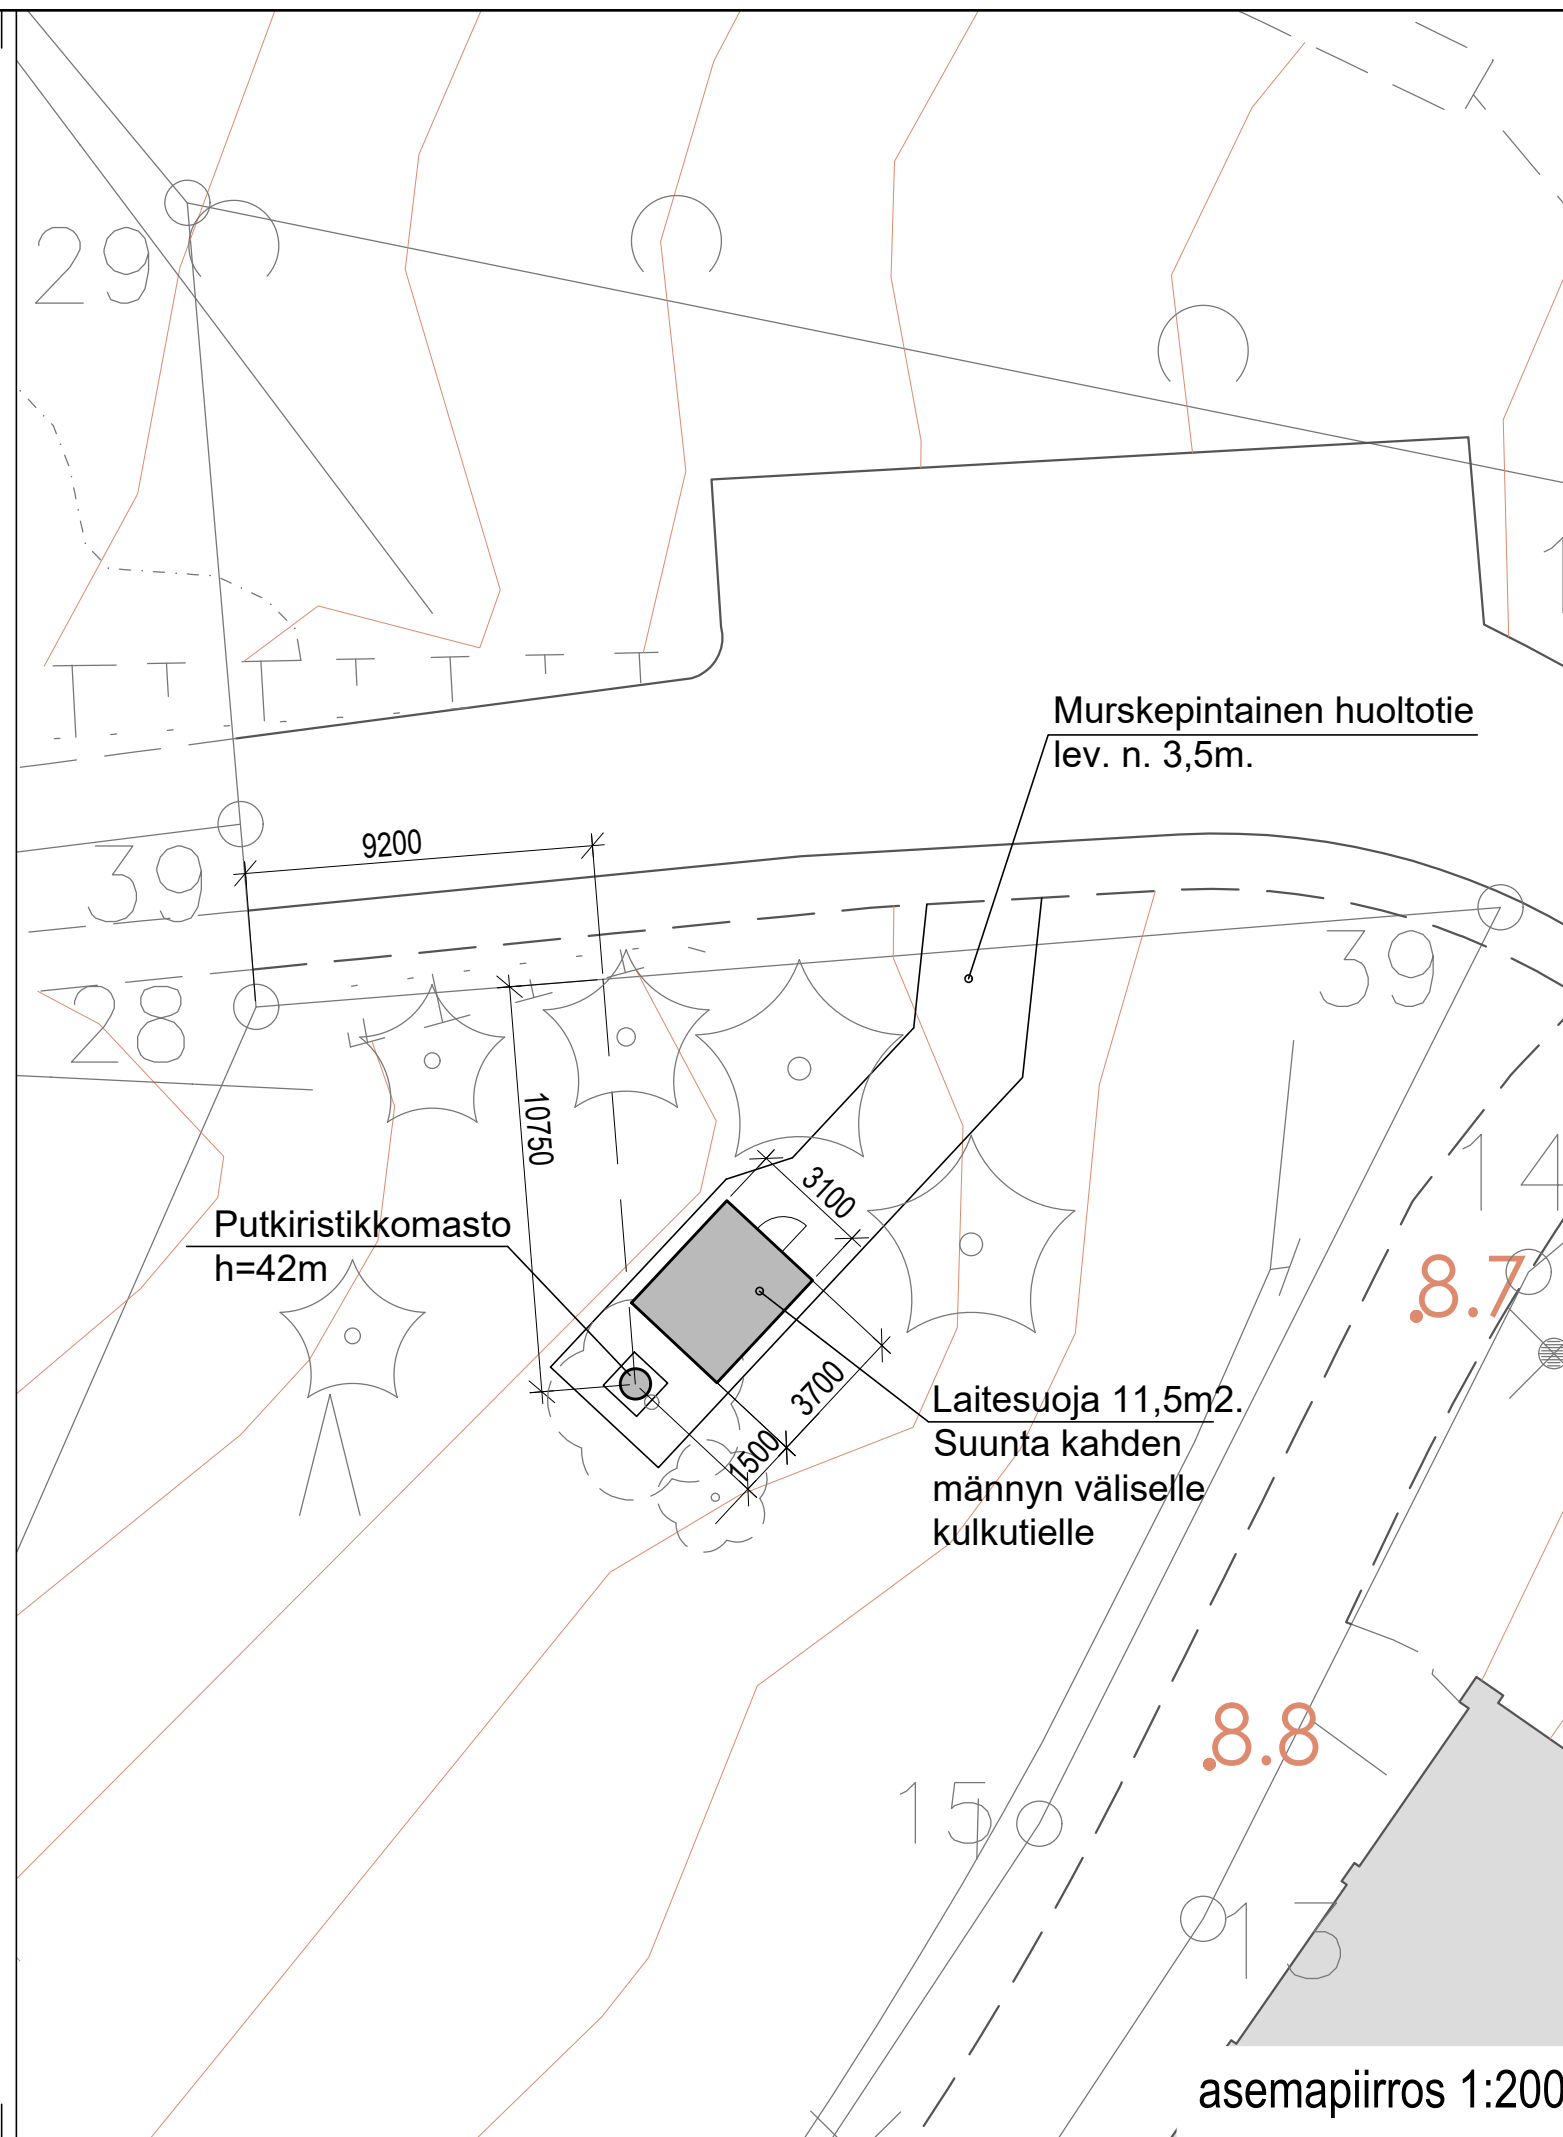 29
Murskepintainen huoltotie
lev. n. 3,5m.
9200
39
39
28
10750
14
3100
Putkiristikkomasto
h=42m
.8.7
3700
Laitesuoja 11,5m2.
Suunta kahden
männyn väliselle
kulkutielle
1500
.8.8
15
13
asemapiirros 1:200